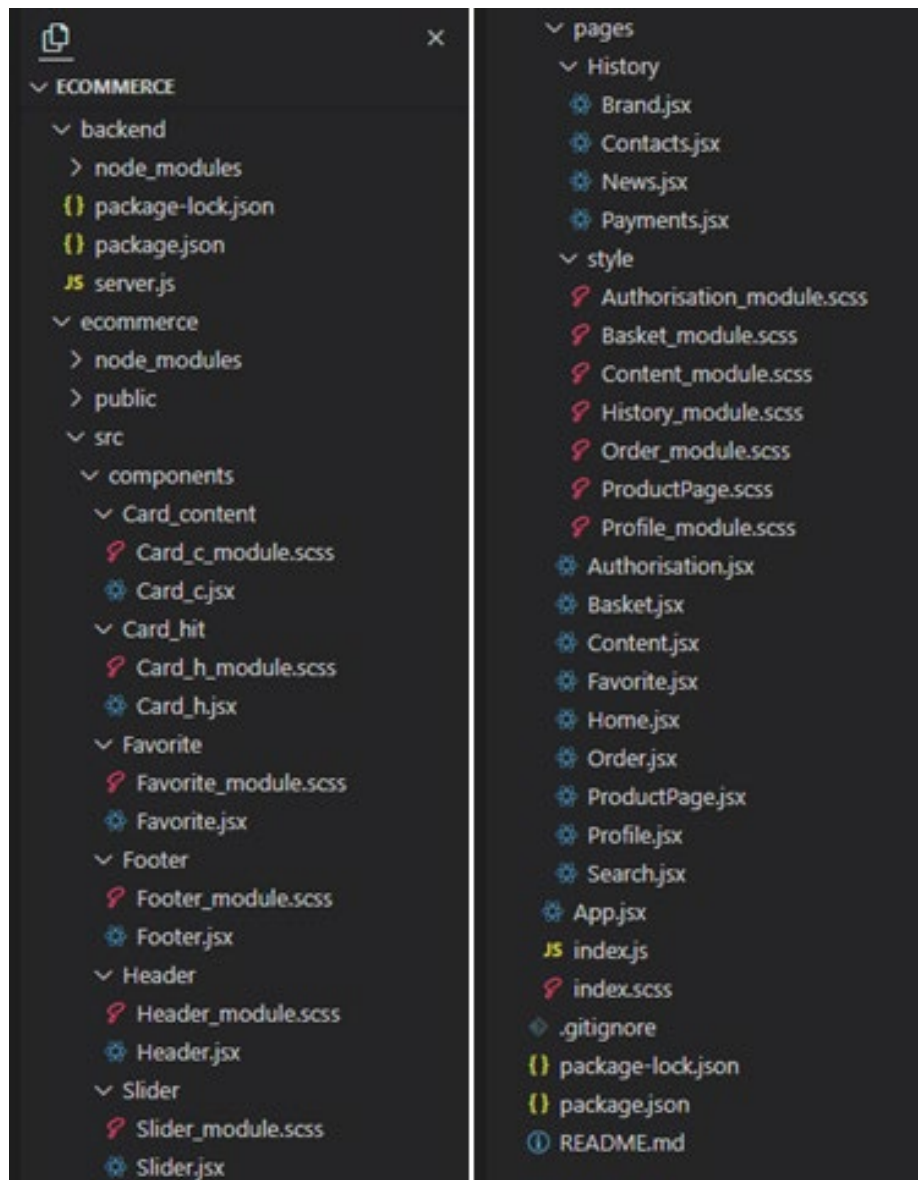 ECOMMERCE
backend
node_modules
package-lock.json
package.json
JS server.js
ecommerce
node_modules
public
src
components
Card_content
Card_c_module.scss
Card_c.jsx
Card_hit
Card_h_module.scss
Card_h.jsx
Favorite
Favorite_module.scss
Favorite.jsx
Footer
Footer_module.scss
Footer.jsx
Header
Header_module.scss
Header.jsx
Slider
Slider_module.scss
Slider.jsx
pages
History
Brand.jsx
Contacts.jsx
News.jsx
Payments.jsx
style
Authorisation_module.scss
Basket_module.scss
Content_module.scss
History_module.scss
Order_module.scss
ProductPage.scss
Profile_module.scss
Authorisation.jsx
Basket.jsx
Content.jsx
Favorite.jsx
Home.jsx
Order.jsx
ProductPage.jsx
Profile.jsx
Search.jsx
App.jsx
JS index.js
index.scss
.gitignore
package-lock.json
package.json
README.md